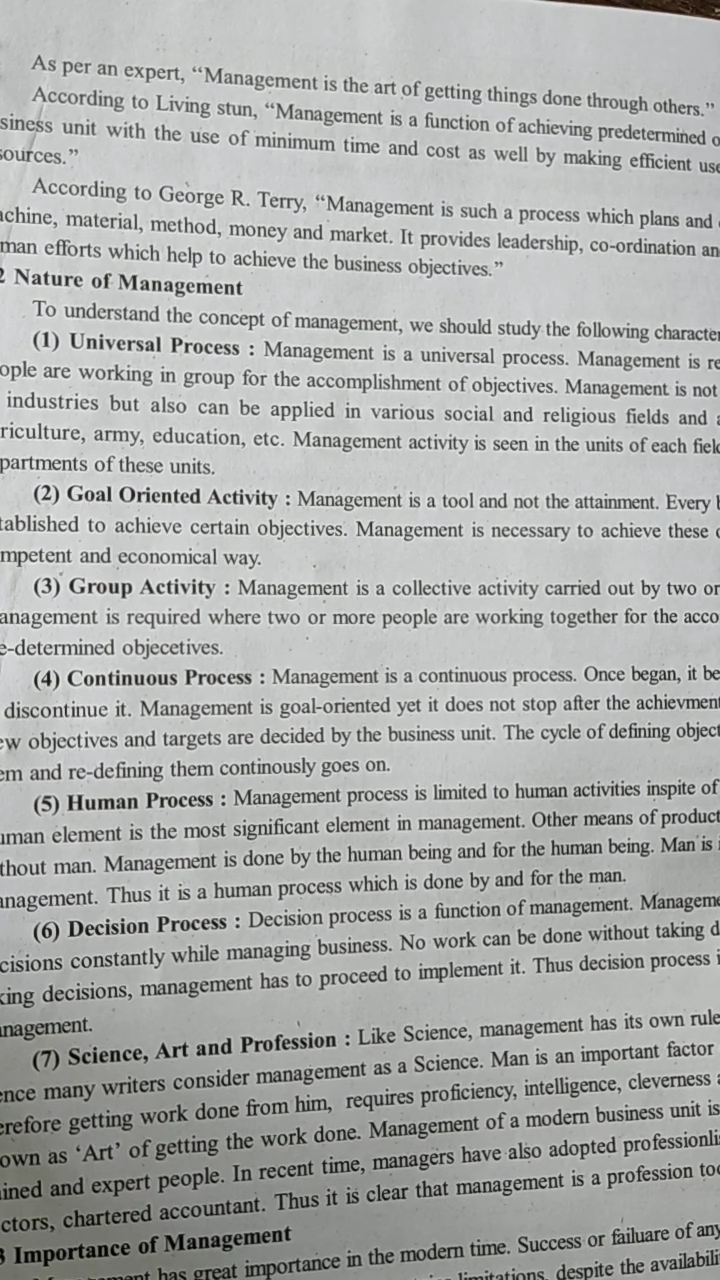 As per an expert, “Management is the art of getting things done through others.”
According to Living stun, “Management is a function of achieving predetermined
siness unit with the use of minimum time and cost as well by making efficient use
sources.”
According to George R. Terry, “Management is such a process which plans and
achine, material, method, money and market. It provides leadership, co-ordination an
man efforts which help to achieve the business objectives.”
2 Nature of Management
To understand the concept of management, we should study the following character
(1) Universal Process : Management is a universal process. Management is re
ople are working in group for the accomplishment of objectives. Management is not
industries but also can be applied in various social and religious fields and
riculture, army, education, etc. Management activity is seen in the units of each field
partments of these units.
(2) Goal Oriented Activity : Management is a tool and not the attainment. Every b
tablished to achieve certain objectives. Management is necessary to achieve these
mpetent and economical way.
(3) Group Activity : Management is a collective activity carried out by two or
anagement is required where two or more people are working together for the acco
e-determined objecetives.
(4) Continuous Process : Management is a continuous process. Once began, it be
discontinue it. Management is goal-oriented yet it does not stop after the achievment
ew objectives and targets are decided by the business unit. The cycle of defining object
em and re-defining them continously goes on.
(5) Human Process : Management process is limited to human activities inspite of
uman element is the most significant element in management. Other means of product
thout man. Management is done by the human being and for the human being. Man is
anagement. Thus it is a human process which is done by and for the man.
(6) Decision Process : Decision process is a function of management. Manageme
cisions constantly while managing business. No work can be done without taking d
king decisions, management has to proceed to implement it. Thus decision process i
anagement.
(7) Science, Art and Profession : Like Science, management has its own rule
ence many writers consider management as a Science. Man is an important factor
erefore getting work done from him, requires proficiency, intelligence, cleverness
own as ‘Art’ of getting the work done. Management of a modern business unit is
ined and expert people. In recent time, managers have also adopted professionlis
ctors, chartered accountant. Thus it is clear that management is a profession too
3 Importance of Management
has great importance in the modern time. Success or failuare of any
limitations, despite the availabili